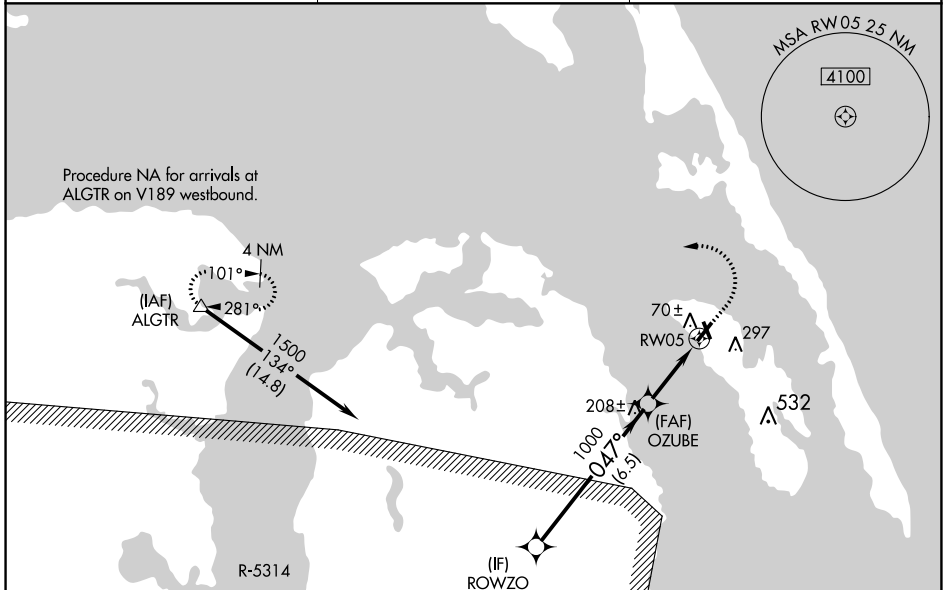 MSA RW05 25 NM
4100
Procedure NA for arrivals at
ALGTR on V189 westbound.
4 NM
101°
281°
(IAF)
ALGTR
1500
134°
(14.8)
70±
RW05
297
208±
532
(FAF)
OZUBE
1000
047°
(6.5)
(IF)
ROWZO
R-5314